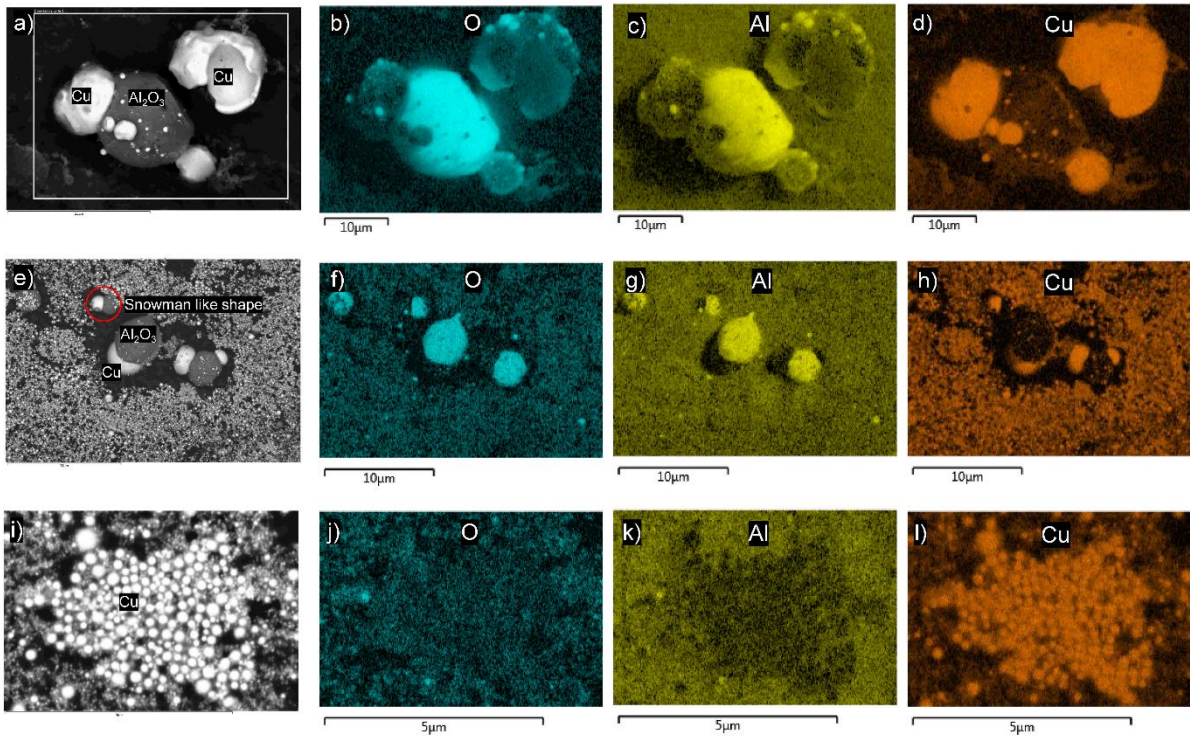 a)
Cu
Al₂O₃
Cu
b)
O
10µm
c)
Al
10µm
d)
Cu
10µm
e)
Snowman like shape
Al₂O₃
Cu
f)
O
10µm
g)
Al
10µm
h)
Cu
10µm
i)
Cu
j)
O
5µm
k)
Al
5µm
l)
Cu
5µm